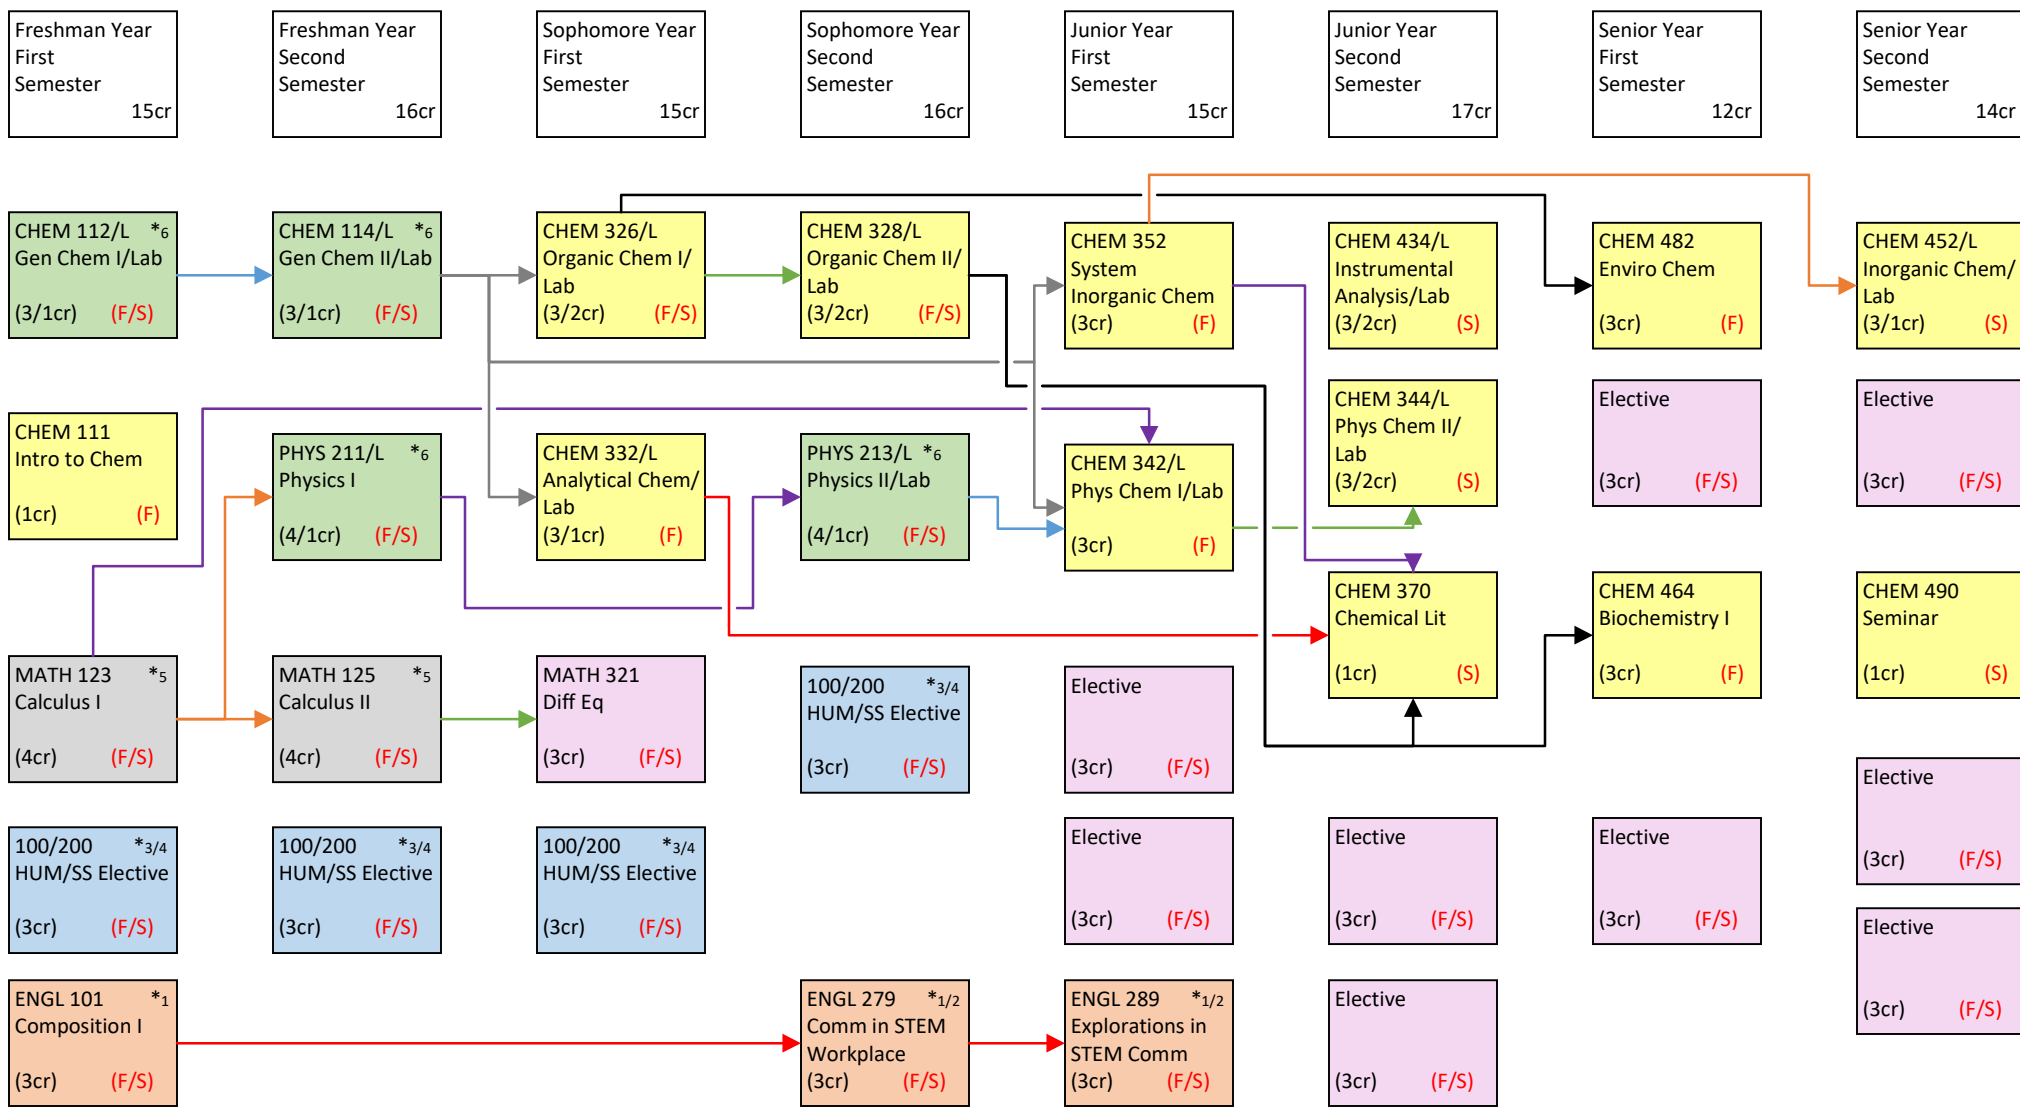 Freshman Year
First
Semester
15cr
Freshman Year
Second
Semester
16cr
Sophomore Year
First
Semester
15cr
Sophomore Year
Second
Semester
16cr
Junior Year
First
Semester
15cr
Junior Year
Second
Semester
17cr
Senior Year
First
Semester
12cr
Senior Year
Second
Semester
14cr
CHEM 112/L *6
Gen Chem I/Lab
(3/1cr) (F/S)
CHEM 114/L *6
Gen Chem II/Lab
(3/1cr) (F/S)
CHEM 326/L
Organic Chem I/
Lab
(3/2cr) (F/S)
CHEM 328/L
Organic Chem II/
Lab
(3/2cr) (F/S)
CHEM 352
System
Inorganic Chem
(3cr) (F)
CHEM 434/L
Instrumental
Analysis/Lab
(3/2cr) (S)
CHEM 482
Enviro Chem
(3cr) (F)
CHEM 452/L
Inorganic Chem/
Lab
(3/1cr) (S)
CHEM 111
Intro to Chem
(1cr) (F)
PHYS 211/L *6
Physics I
(4/1cr) (F/S)
CHEM 332/L
Analytical Chem/
Lab
(3/1cr) (F)
PHYS 213/L *6
Physics II/Lab
(4/1cr) (F/S)
CHEM 342/L
Phys Chem I/Lab
(3cr) (F)
CHEM 344/L
Phys Chem II/
Lab
(3/2cr) (S)
Elective
(3cr) (F/S)
Elective
(3cr) (F/S)
CHEM 370
Chemical Lit
(1cr) (S)
CHEM 464
Biochemistry I
(3cr) (F)
CHEM 490
Seminar
(1cr) (S)
MATH 123 *5
Calculus I
(4cr) (F/S)
MATH 125 *5
Calculus II
(4cr) (F/S)
MATH 321
Diff Eq
(3cr) (F/S)
100/200 *3/4
HUM/SS Elective
(3cr) (F/S)
Elective
(3cr) (F/S)
Elective
(3cr) (F/S)
100/200 *3/4
HUM/SS Elective
(3cr) (F/S)
100/200 *3/4
HUM/SS Elective
(3cr) (F/S)
100/200 *3/4
HUM/SS Elective
(3cr) (F/S)
Elective
(3cr) (F/S)
Elective
(3cr) (F/S)
Elective
(3cr) (F/S)
Elective
(3cr) (F/S)
ENGL 101 *1
Composition I
(3cr) (F/S)
ENGL 279 *1/2
Comm in STEM
Workplace
(3cr) (F/S)
ENGL 289 *1/2
Explorations in
STEM Comm
(3cr) (F/S)
Elective
(3cr) (F/S)